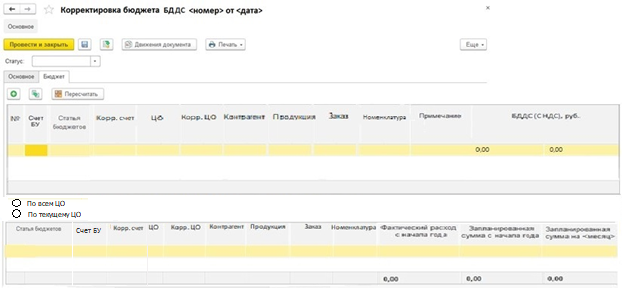 Корректировка бюджета БДДС <номер> от <дата>
Основное
Провести и закрыть Движения документа Печать Еще
Статус:
Основное Бюджет
Пересчитать
№ Счет БУ Статья бюджетов Корр. счет ЦО Корр. ЦО Контрагент Продукция Заказ Номенклатура Примечание БДДС (С НДС), руб.
0,00 0,00
По всем ЦО
По текущему ЦО
Статья бюджетов Счет БУ Корр. счет ЦО Корр. ЦО Контрагент Продукция Заказ Номенклатура Фактический расход с начала года Запланированная сумма с начала года Запланированная сумма на <месяц>
0,00 0,00 0,00